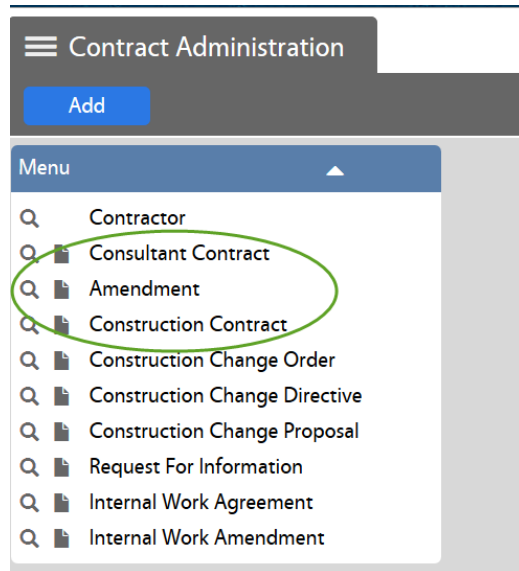 Contract Administration
Add
Menu
Contractor
Consultant Contract
Amendment
Construction Contract
Construction Change Order
Construction Change Directive
Construction Change Proposal
Request For Information
Internal Work Agreement
Internal Work Amendment